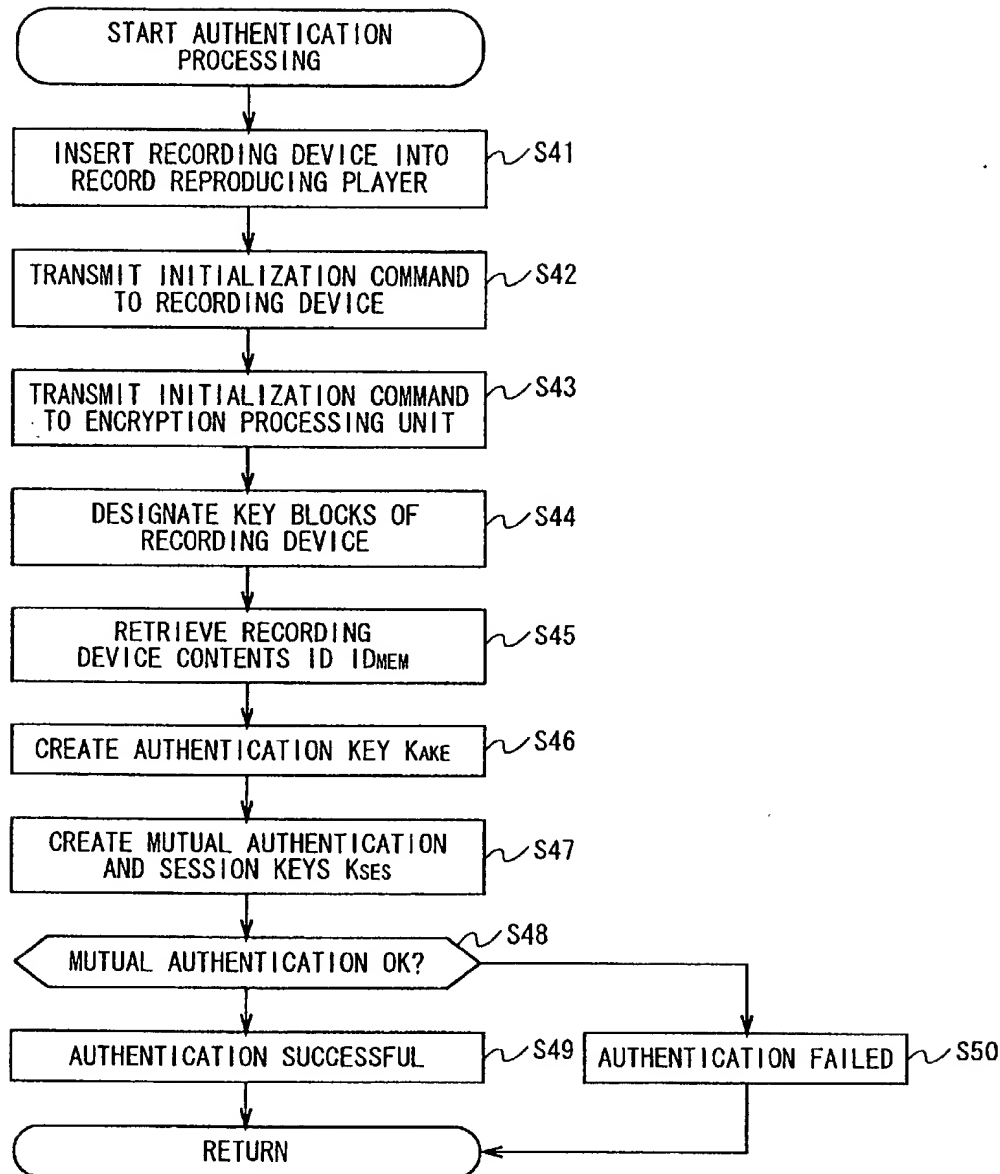 START AUTHENTICATION
PROCESSING
INSERT RECORDING DEVICE INTO
RECORD REPRODUCING PLAYER
S41
TRANSMIT INITIALIZATION COMMAND
TO RECORDING DEVICE
S42
TRANSMIT INITIALIZATION COMMAND
TO ENCRYPTION PROCESSING UNIT
S43
DESIGNATE KEY BLOCKS OF
RECORDING DEVICE
S44
RETRIEVE RECORDING
DEVICE CONTENTS ID IDMEM
S45
CREATE AUTHENTICATION KEY KAKE
S46
CREATE MUTUAL AUTHENTICATION
AND SESSION KEYS KSES
S47
MUTUAL AUTHENTICATION OK?
S48
AUTHENTICATION SUCCESSFUL
S49
AUTHENTICATION FAILED
S50
RETURN